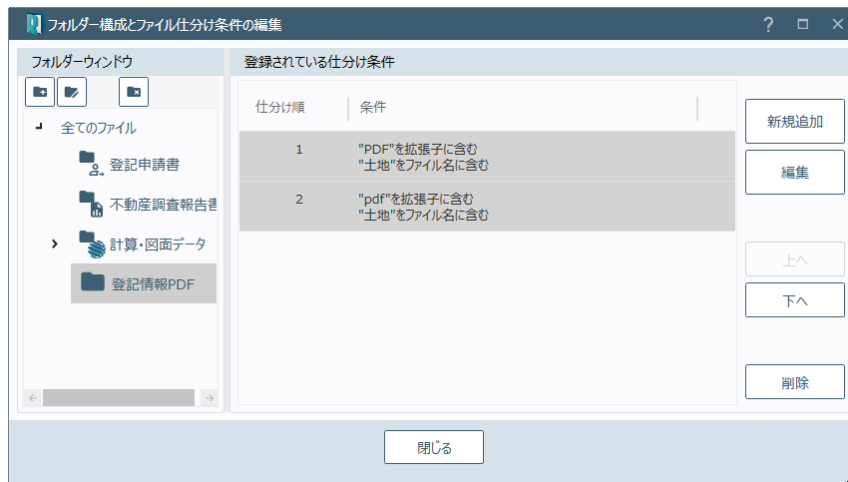 フォルダー構成とファイル仕分け条件の編集
フォルダーウィンドウ
登録されている仕分け条件
全てのファイル
登記申請書
不動産調査報告書
計算・図面データ
登記情報PDF
仕分け順
条件
1
"PDF"を拡張子に含む
"土地"をファイル名に含む
2
"pdf"を拡張子に含む
"土地"をファイル名に含む
新規追加
編集
上へ
下へ
削除
閉じる